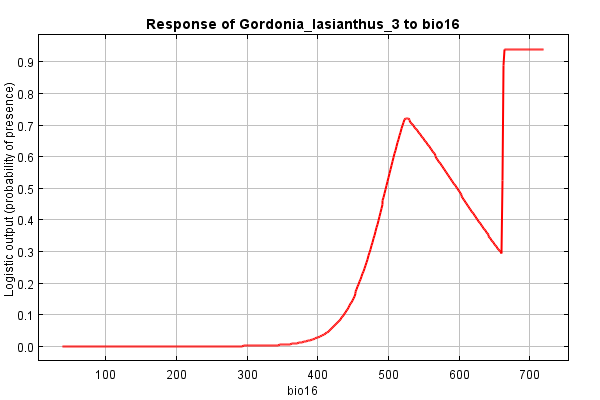 Response of Gordonia_lasianthus_3 to bio16
Logistic output (probability of presence)
0.9
0.8
0.7
0.6
0.5
0.4
0.3
0.2
0.1
0.0
100 200 300 400 500 600 700
bio16